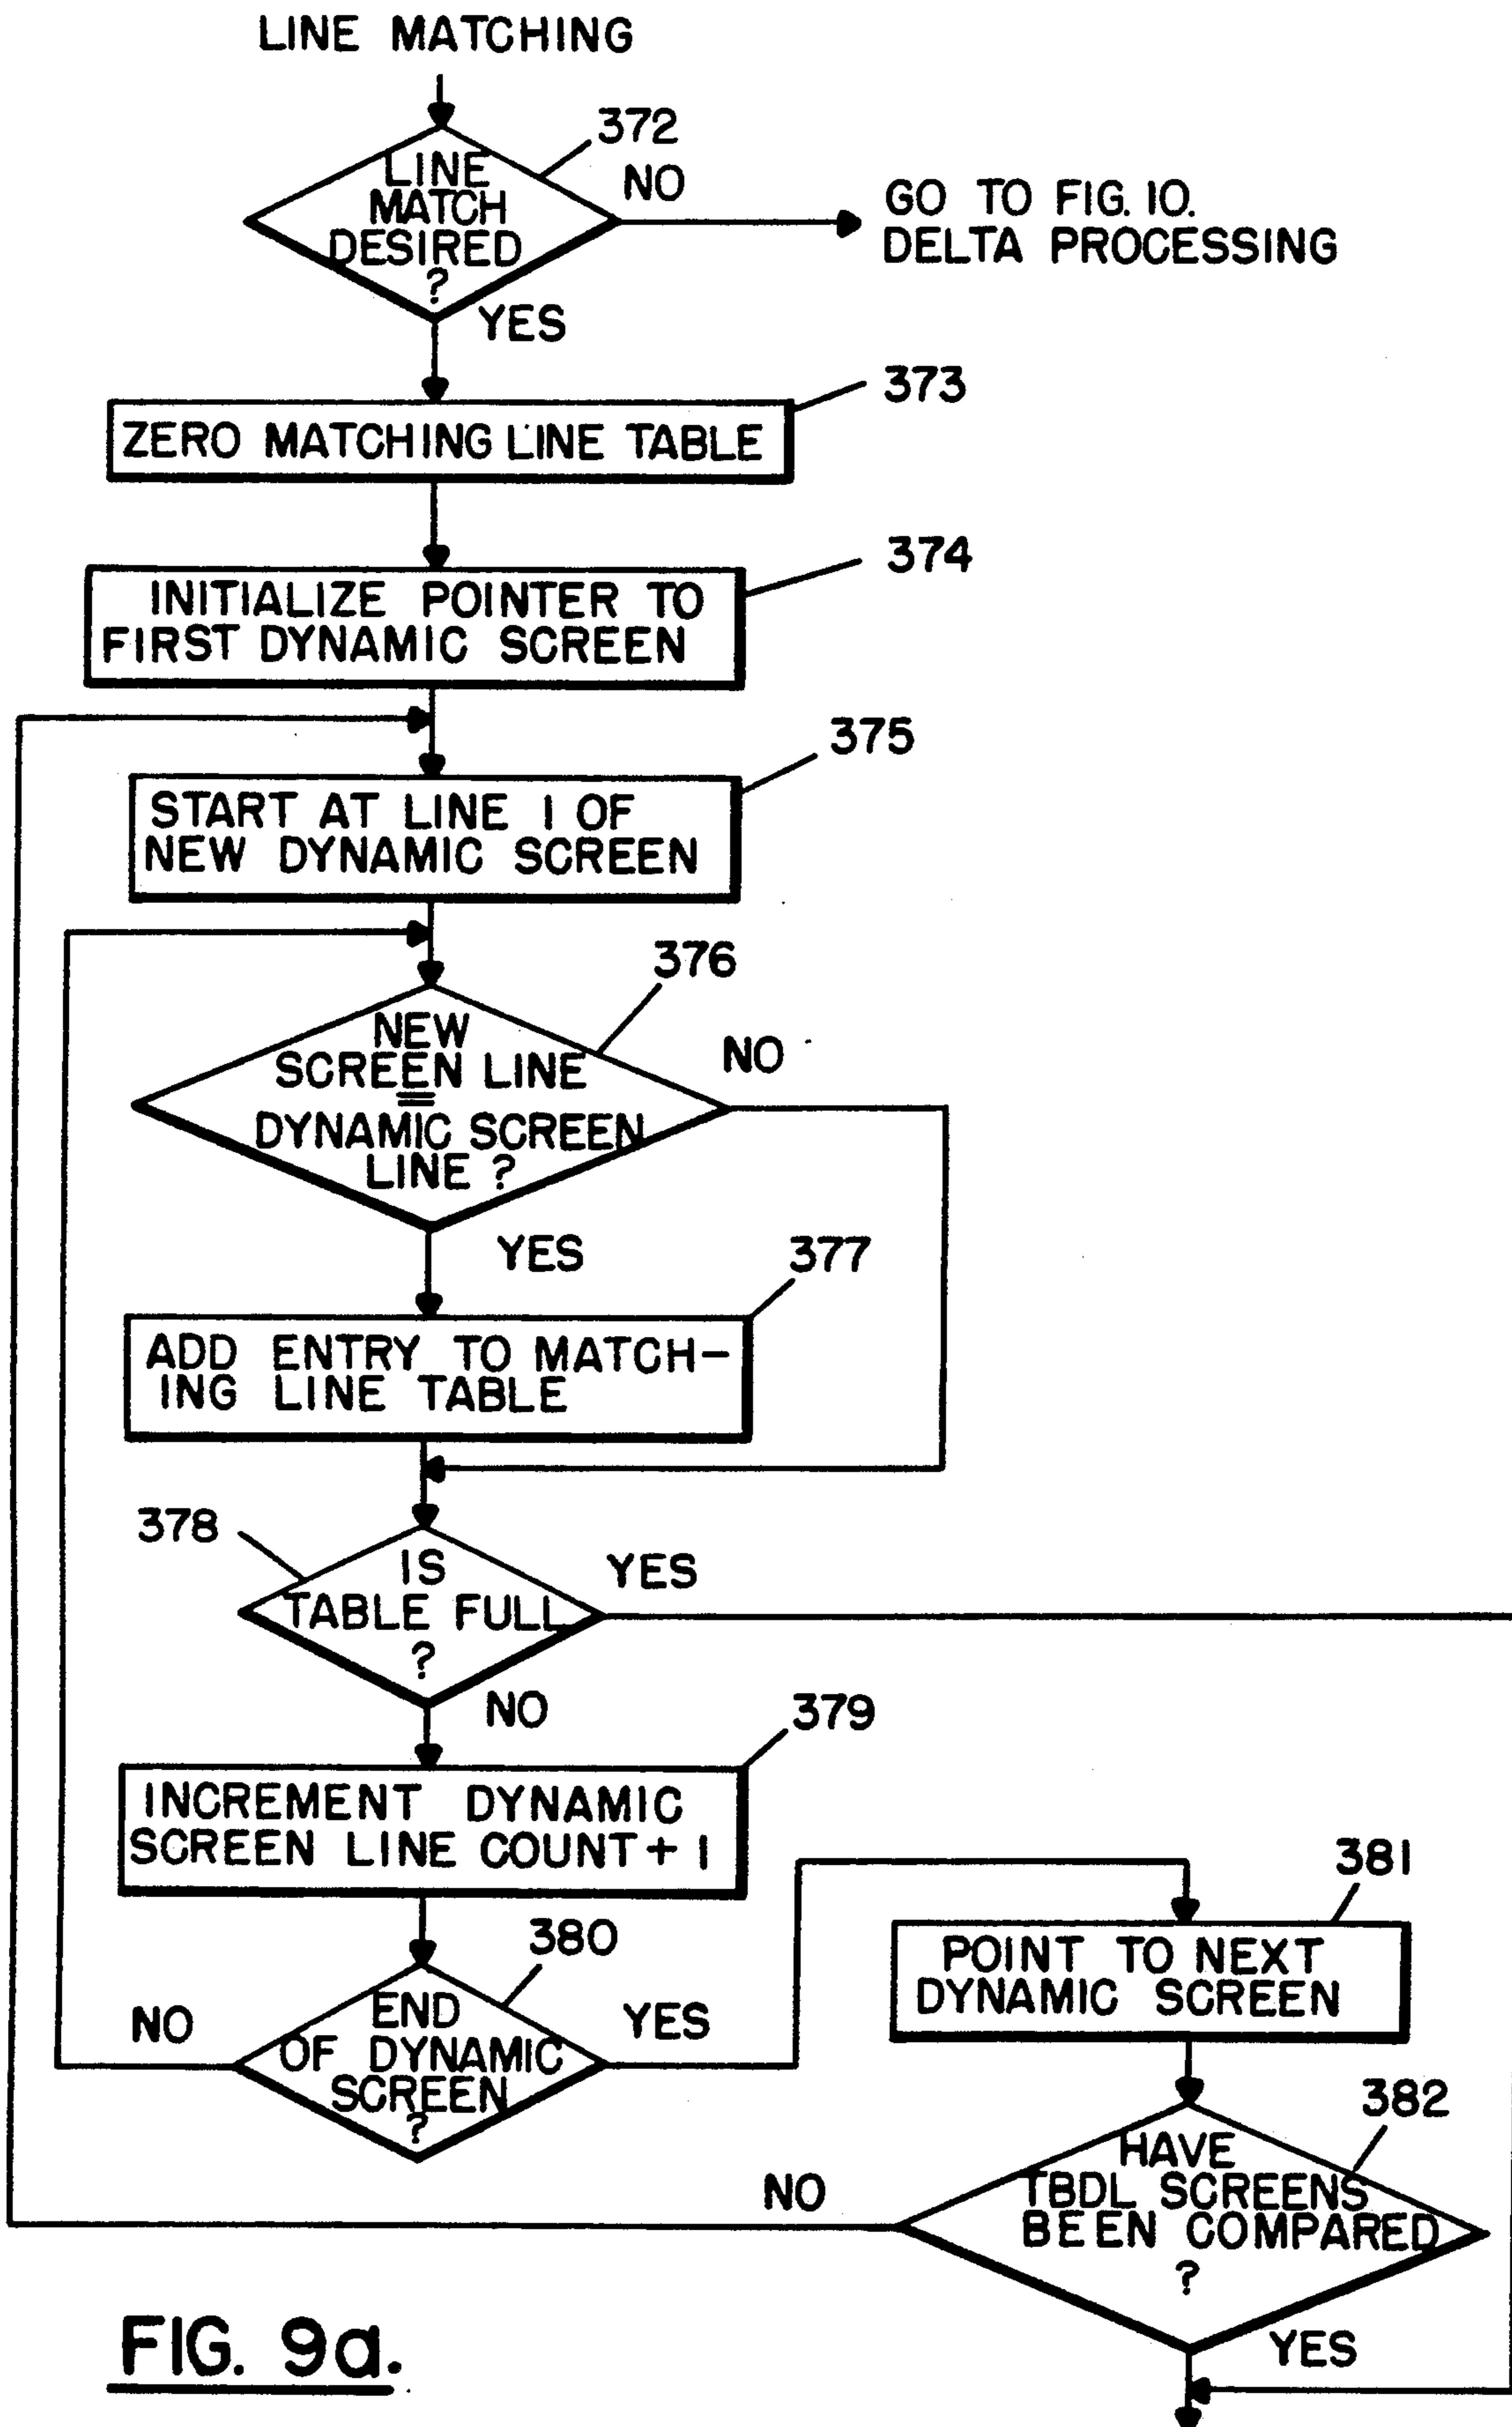 LINE MATCHING
372
LINE
MATCH
DESIRED
?
NO
GO TO FIG. 10.
DELTA PROCESSING
YES
373
ZERO MATCHING LINE TABLE
374
INITIALIZE POINTER TO
FIRST DYNAMIC SCREEN
375
START AT LINE 1 OF
NEW DYNAMIC SCREEN
376
NEW
SCREEN LINE
=
DYNAMIC SCREEN
LINE ?
NO
YES
377
ADD ENTRY TO MATCH-
ING LINE TABLE
378
IS
TABLE FULL
?
YES
NO
379
INCREMENT DYNAMIC
SCREEN LINE COUNT + 1
380
END
OF DYNAMIC
SCREEN
?
NO
YES
381
POINT TO NEXT
DYNAMIC SCREEN
382
HAVE
TBDL SCREENS
BEEN COMPARED
?
NO
YES
FIG. 9a.